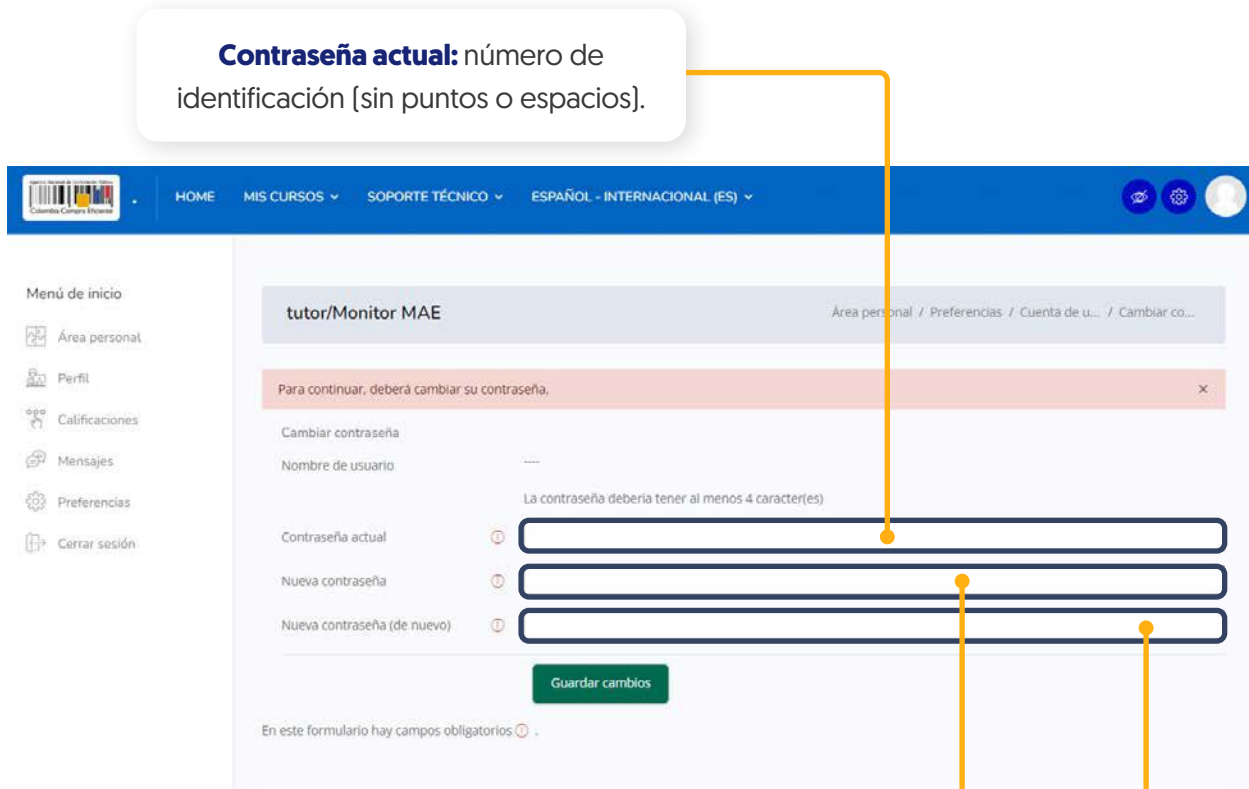 Contraseña actual: número de
identificación (sin puntos o espacios).
Colombia Compra Eficiente
HOME MIS CURSOS SOPORTE TÉCNICO ESPAÑOL - INTERNACIONAL (ES)
Menú de inicio
Área personal
Perfil
Calificaciones
Mensajes
Preferencias
Cerrar sesión
tutor/Monitor MAE
Área personal / Preferencias / Cuenta de u... / Cambiar co...
Para continuar, deberá cambiar su contraseña. ×
Cambiar contraseña
Nombre de usuario ----
La contraseña debería tener al menos 4 caracter(es)
Contraseña actual
Nueva contraseña
Nueva contraseña (de nuevo)
Guardar cambios
En este formulario hay campos obligatorios .